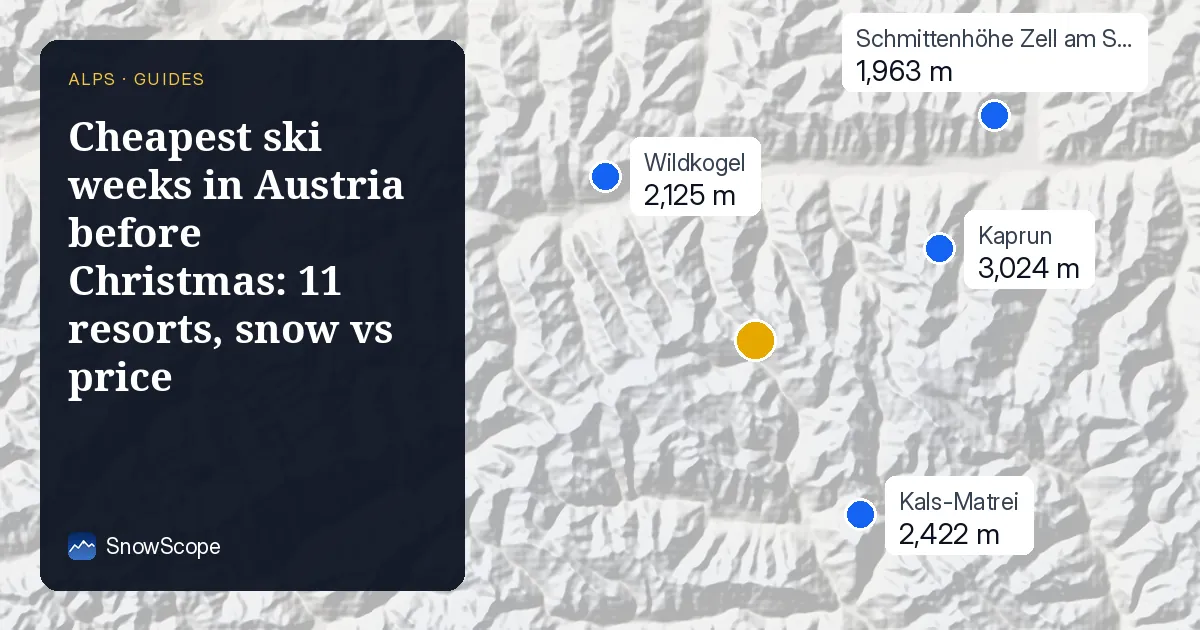 ALPS · GUIDES
Cheapest ski
weeks in Austria
before
Christmas: 11
resorts, snow vs
price
SnowScope
Schmittenhöhe Zell am S...
1,963 m
Wildkogel
2,125 m
Kaprun
3,024 m
Kals-Matrei
2,422 m